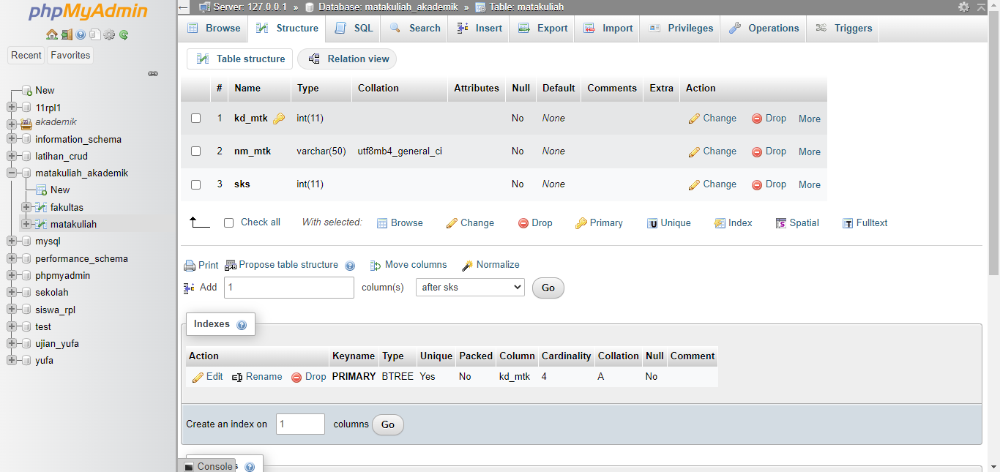 phpMyAdmin
Recent Favorites
New
11rpl1
akademik
information_schema
latihan_crud
matakuliah_akademik
New
fakultas
matakuliah
mysql
performance_schema
phpmyadmin
sekolah
siswa_rpl
test
ujian_yufa
yufa
Server: 127.0.0.1 » Database: matakuliah_akademik » Table: matakuliah
Browse Structure SQL Search Insert Export Import Privileges Operations Triggers
Table structure Relation view
# Name Type Collation Attributes Null Default Comments Extra Action
1 kd_mtk int(11) No None Change Drop More
2 nm_mtk varchar(50) utf8mb4_general_ci No None Change Drop More
3 sks int(11) No None Change Drop More
Check all With selected: Browse Change Drop Primary Unique Index Spatial Fulltext
Print Propose table structure Move columns Normalize
Add 1 column(s) after sks Go
Indexes
Action Keyname Type Unique Packed Column Cardinality Collation Null Comment
Edit Rename Drop PRIMARY BTREE Yes No kd_mtk 4 A No
Create an index on 1 columns Go
Console